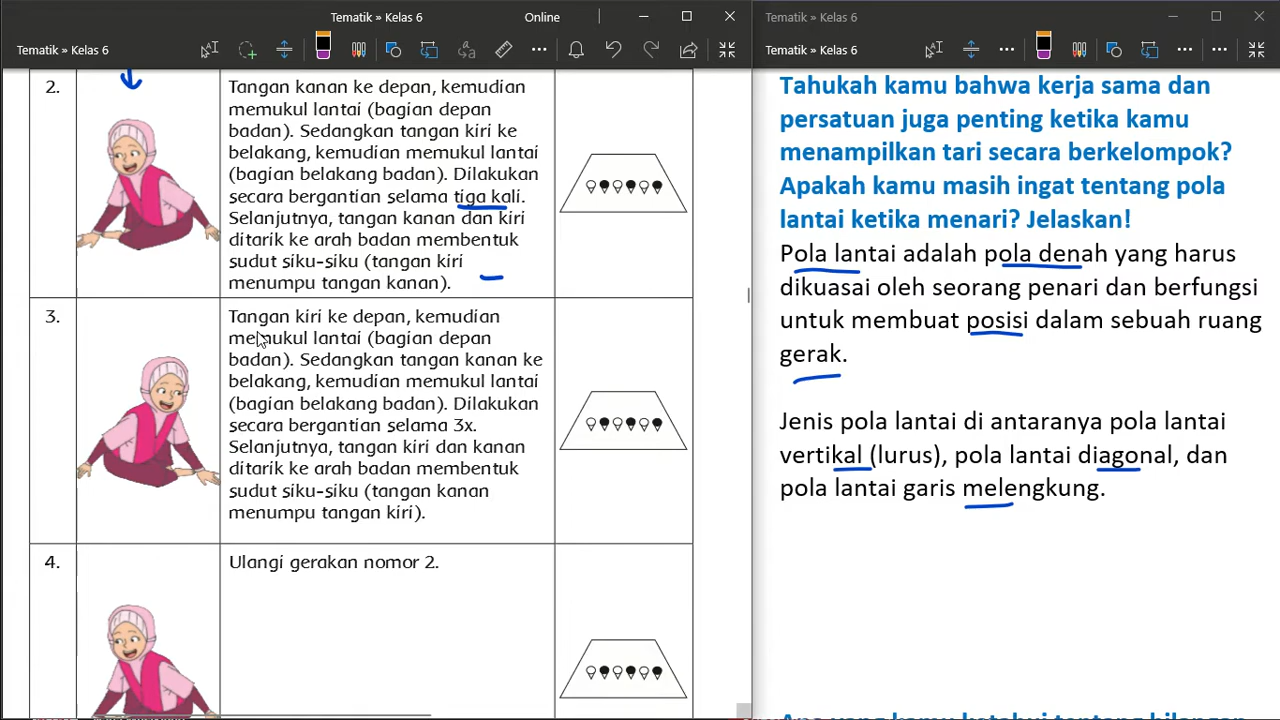 Tematik » Kelas 6
Online
Tematik » Kelas 6
2.
Tangan kanan ke depan, kemudian
memukul lantai (bagian depan
badan). Sedangkan tangan kiri ke
belakang, kemudian memukul lantai
(bagian belakang badan). Dilakukan
secara bergantian selama tiga kali.
Selanjutnya, tangan kanan dan kiri
ditarik ke arah badan membentuk
sudut siku-siku (tangan kiri
menumpu tangan kanan).
3.
Tangan kiri ke depan, kemudian
memukul lantai (bagian depan
badan). Sedangkan tangan kanan ke
belakang, kemudian memukul lantai
(bagian belakang badan). Dilakukan
secara bergantian selama 3x.
Selanjutnya, tangan kiri dan kanan
ditarik ke arah badan membentuk
sudut siku-siku (tangan kanan
menumpu tangan kiri).
4.
Ulangi gerakan nomor 2.
Tematik » Kelas 6
Tematik » Kelas 6
Tahukah kamu bahwa kerja sama dan
persatuan juga penting ketika kamu
menampilkan tari secara berkelompok?
Apakah kamu masih ingat tentang pola
lantai ketika menari? Jelaskan!
Pola lantai adalah pola denah yang harus
dikuasai oleh seorang penari dan berfungsi
untuk membuat posisi dalam sebuah ruang
gerak.
Jenis pola lantai di antaranya pola lantai
vertikal (lurus), pola lantai diagonal, dan
pola lantai garis melengkung.
Apa yang kamu ketahui tentang bilangan